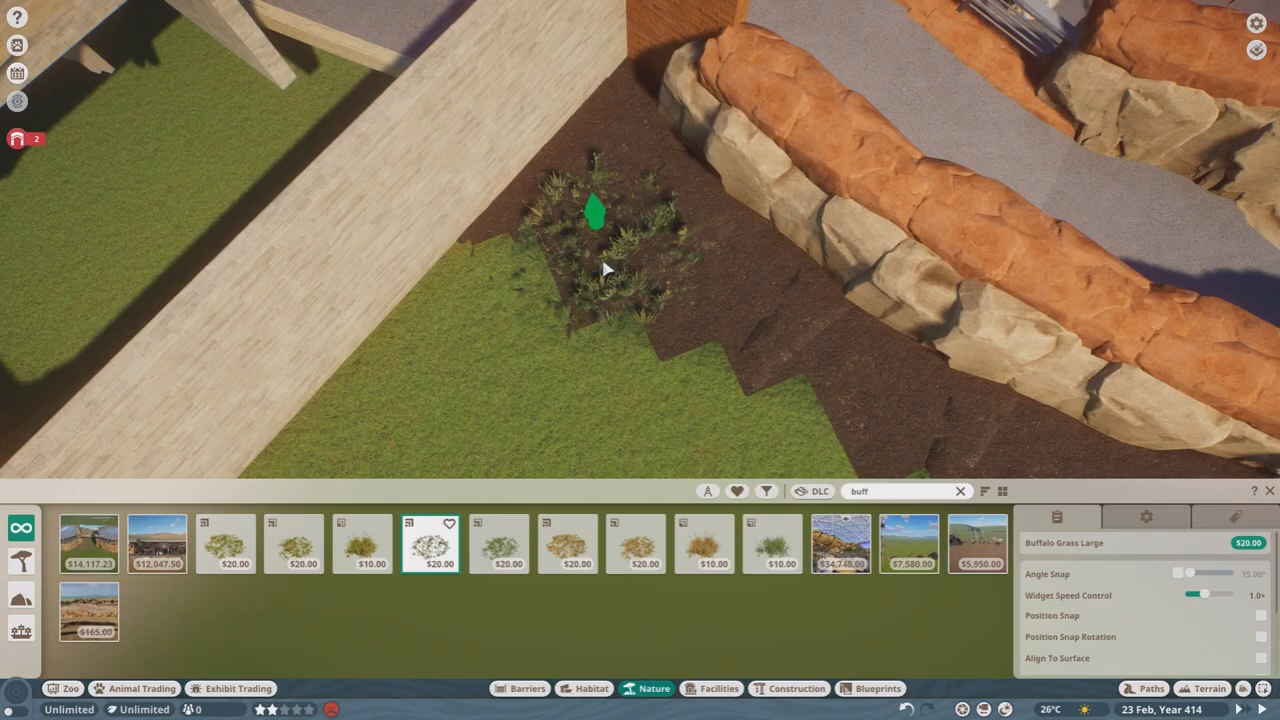 ?
2
buff
DLC
? X
$14,117.23
$12,047.50
$20.00
$20.00
$10.00
$20.00
$20.00
$20.00
$20.00
$10.00
$10.00
$34,740.00
$7,580.00
$5,950.00
$165.00
Buffalo Grass Large
$20.00
Angle Snap
15.00°
Widget Speed Control
1.0×
Position Snap
Position Snap Rotation
Align To Surface
Zoo
Animal Trading
Exhibit Trading
Barriers
Habitat
Nature
Facilities
Construction
Blueprints
Paths
Terrain
Unlimited
Unlimited
0
26°C
23 Feb, Year 414